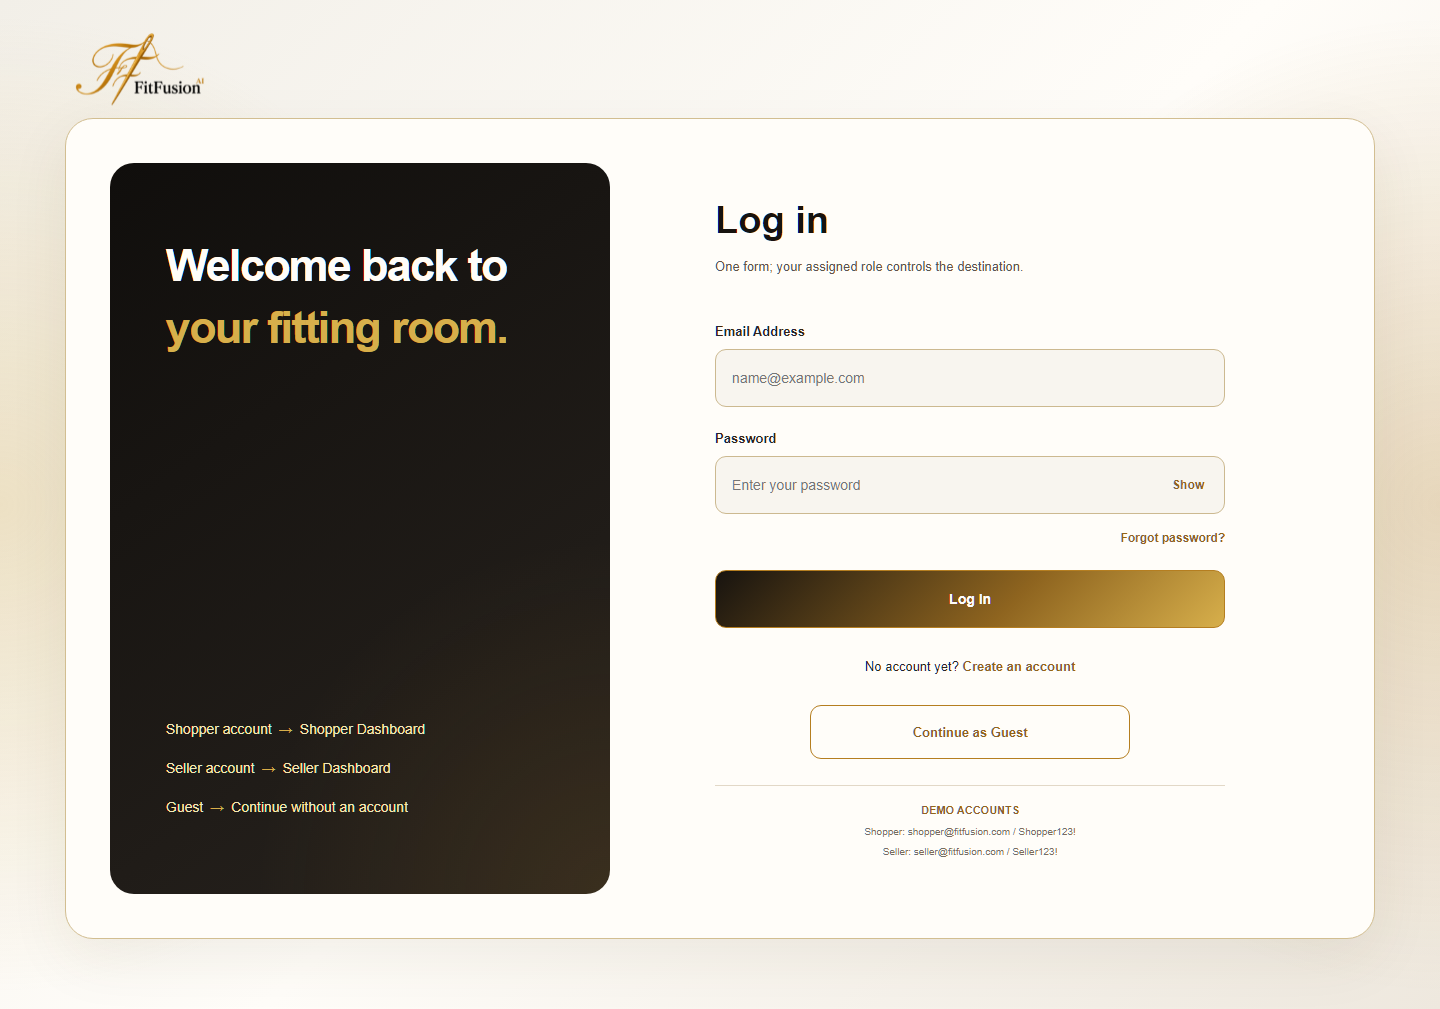 FitFusion AI
Welcome back to
your fitting room.
Shopper account → Shopper Dashboard
Seller account → Seller Dashboard
Guest → Continue without an account
Log in
One form; your assigned role controls the destination.
Email Address
name@example.com
Password
Enter your password Show
Forgot password?
Log In
No account yet? Create an account
Continue as Guest
DEMO ACCOUNTS
Shopper: shopper@fitfusion.com / Shopper123!
Seller: seller@fitfusion.com / Seller123!